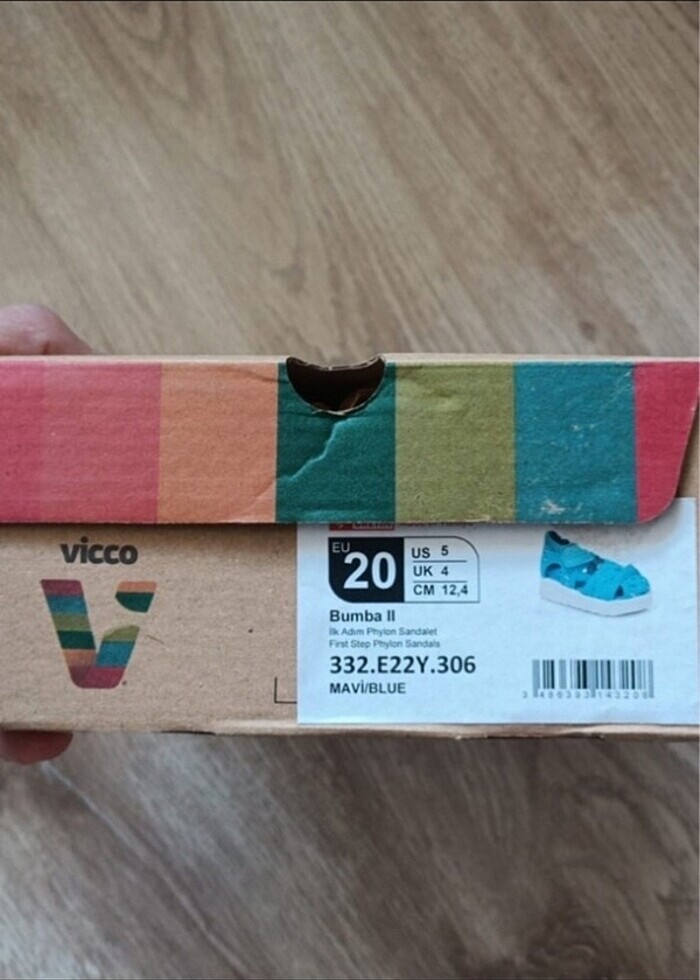 vicco
EU
20
US 5
UK 4
CM 12,4
Bumba II
İlk Adım Phylon Sandalet
First Step Phylon Sandals
332.E22Y.306
MAVİ/BLUE